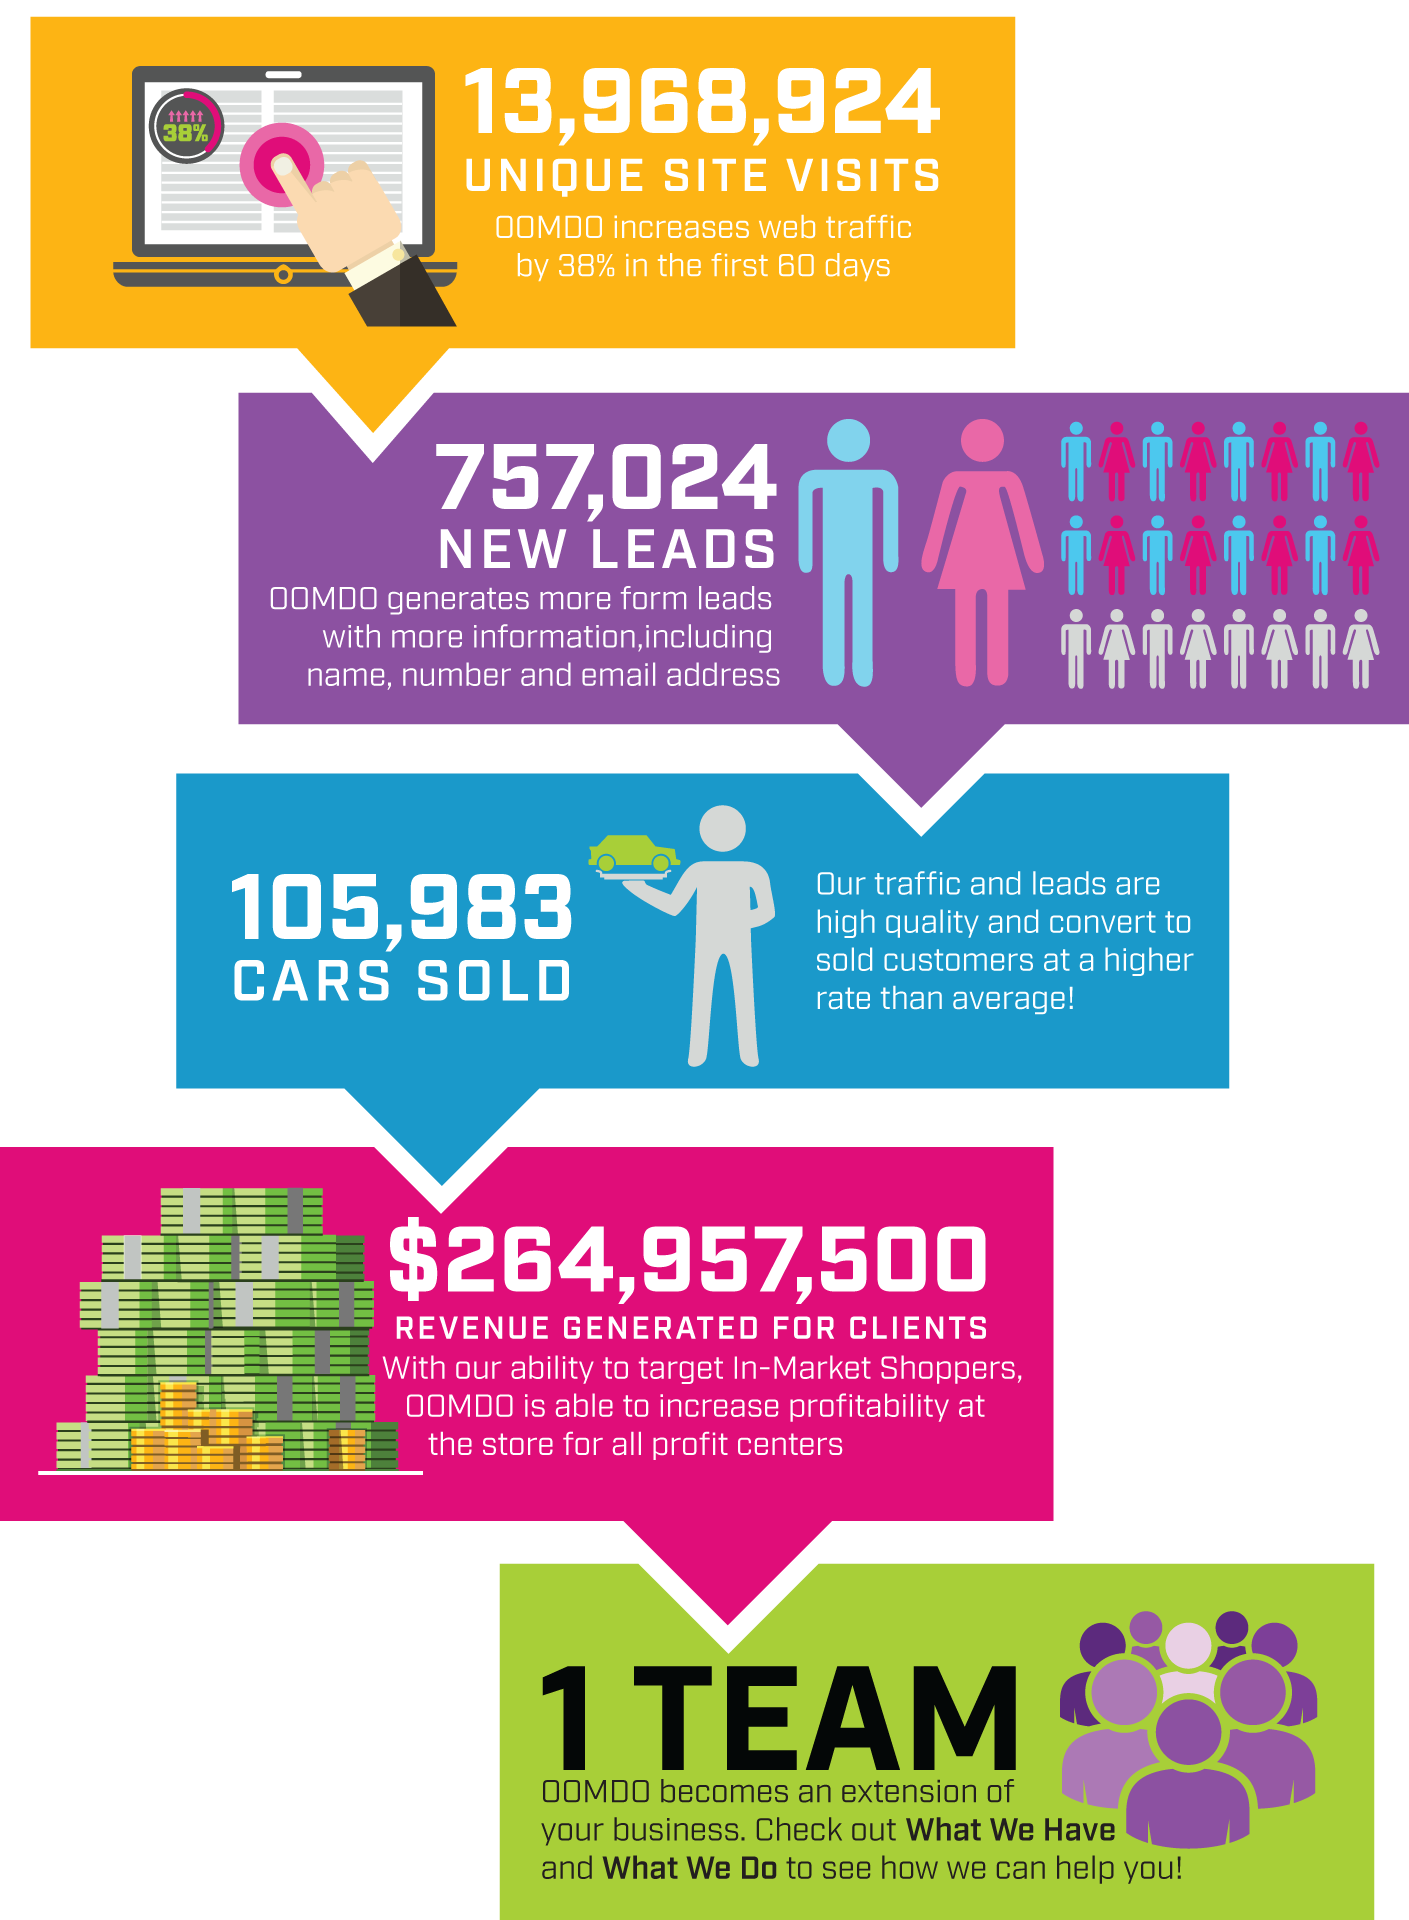 38%
13,968,924
UNIQUE SITE VISITS
OOMDO increases web traffic
by 38% in the first 60 days
757,024
NEW LEADS
OOMDO generates more form leads
with more information,including
name, number and email address
105,983
CARS SOLD
Our traffic and leads are
high quality and convert to
sold customers at a higher
rate than average!
$264,957,500
REVENUE GENERATED FOR CLIENTS
With our ability to target In-Market Shoppers,
OOMDO is able to increase profitability at
the store for all profit centers
1 TEAM
OOMDO becomes an extension of
your business. Check out What We Have
and What We Do to see how we can help you!